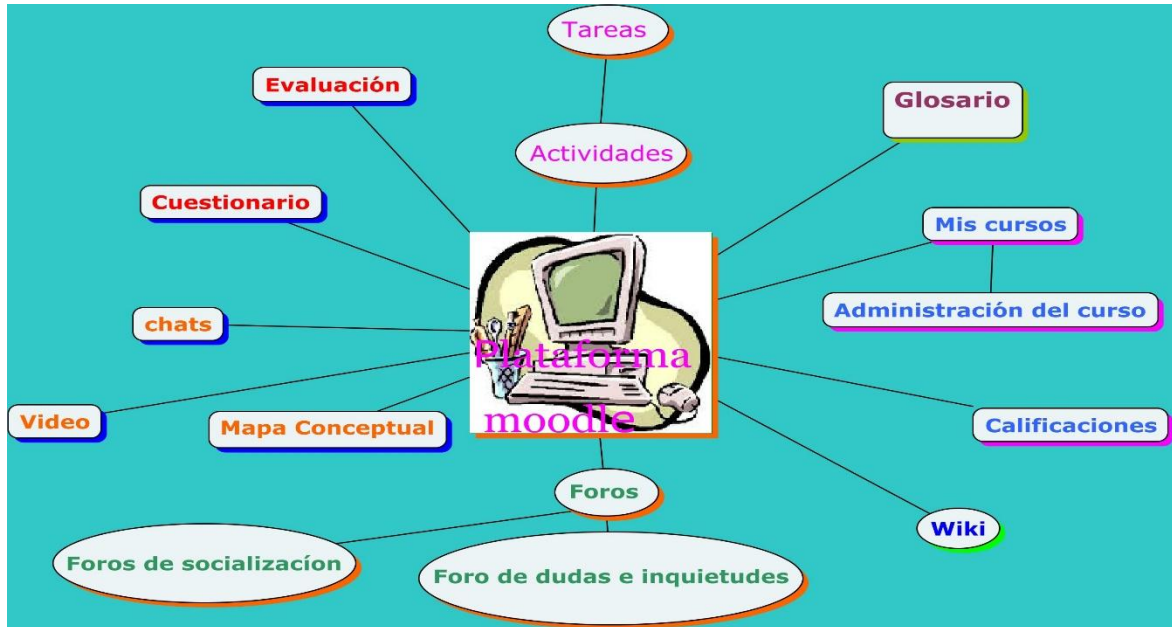 Tareas
Evaluación
Glosario
Actividades
Cuestionario
Mis cursos
Administración del curso
chats
Plataforma
moodle
Video
Mapa Conceptual
Calificaciones
Foros
Wiki
Foros de socializacíon
Foro de dudas e inquietudes